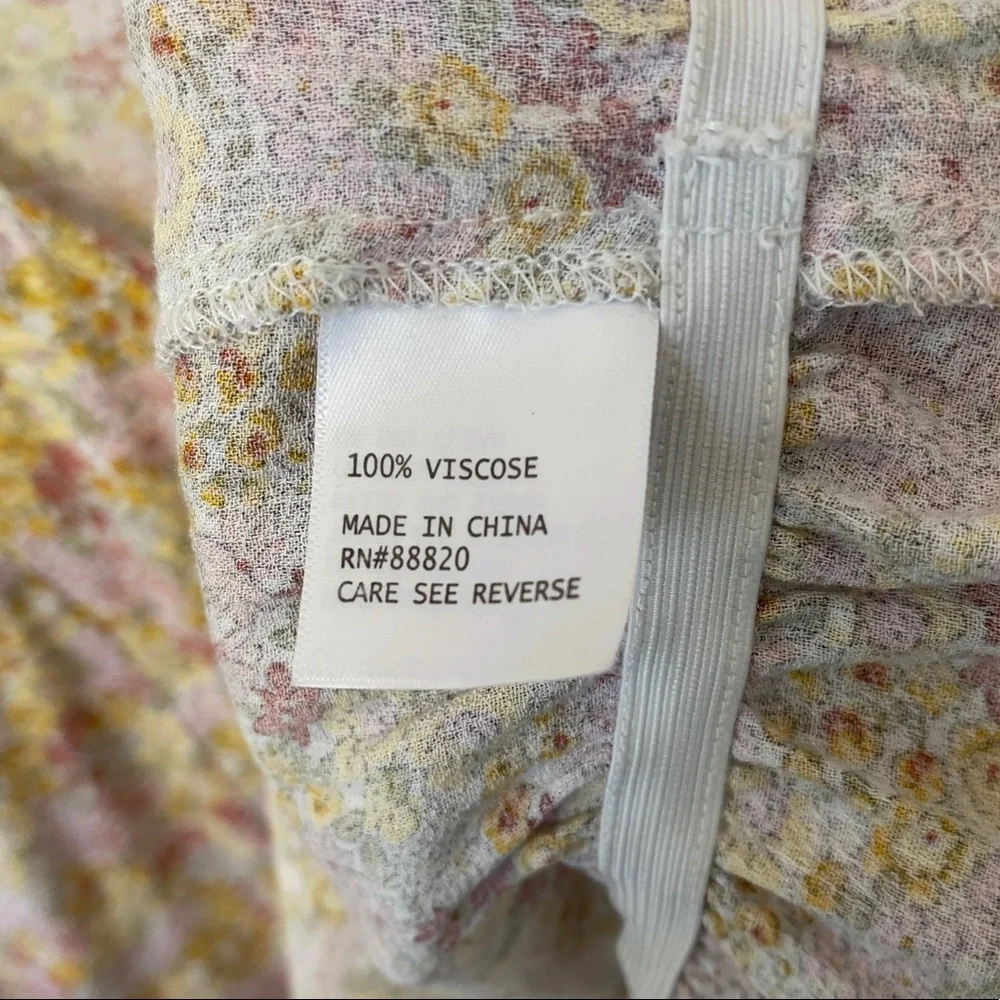 100% VISCOSE
MADE IN CHINA
RN#88820
CARE SEE REVERSE